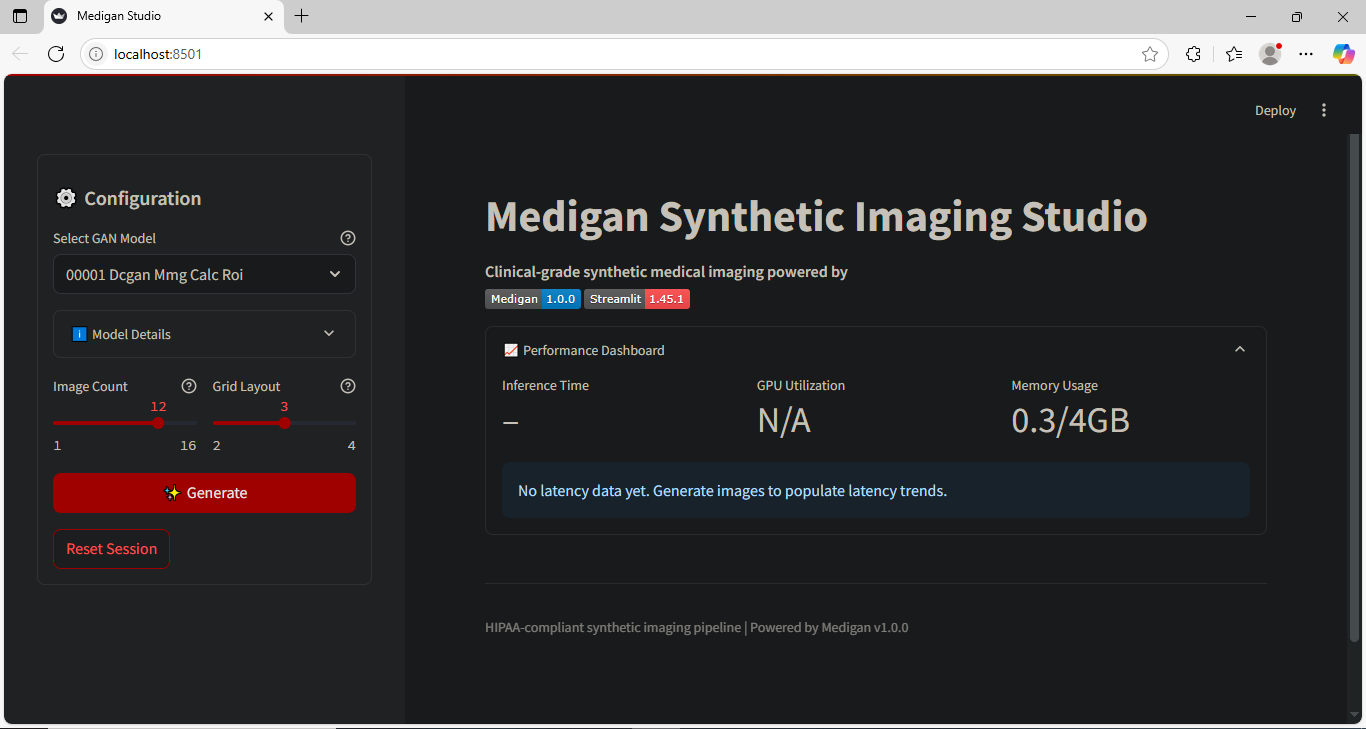 Medigan Studio
localhost:8501
Deploy
Configuration
Select GAN Model
00001 Dcgan Mmg Calc Roi
i Model Details
Image Count
Grid Layout
12
3
1 16
2 4
✨ Generate
Reset Session
Medigan Synthetic Imaging Studio
Clinical-grade synthetic medical imaging powered by
Medigan 1.0.0 Streamlit 1.45.1
Performance Dashboard
Inference Time
GPU Utilization
Memory Usage
–
N/A
0.3/4GB
No latency data yet. Generate images to populate latency trends.
HIPAA-compliant synthetic imaging pipeline | Powered by Medigan v1.0.0